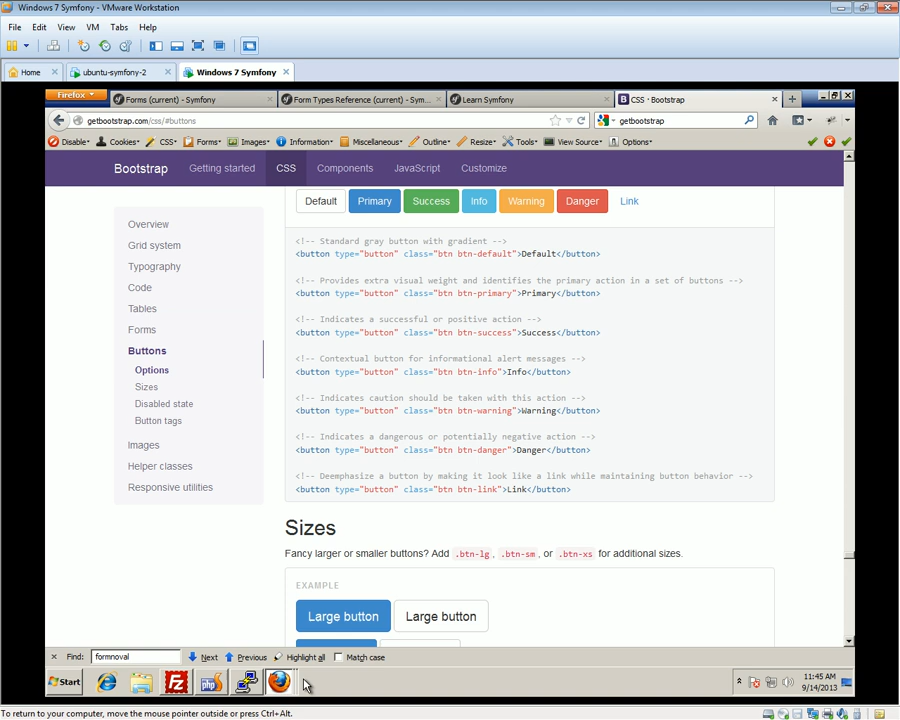 Windows 7 Symfony - VMware Workstation
File Edit View VM Tabs Help
Home ubuntu-symfony-2 Windows 7 Symfony
Firefox Forms (current) - Symfony Form Types Reference (current) - Sym... Learn Symfony CSS · Bootstrap
getbootstrap.com/css/#buttons getbootstrap
Disable Cookies CSS Forms Images Information Miscellaneous Outline Resize Tools View Source Options
Bootstrap Getting started CSS Components JavaScript Customize
Default Primary Success Info Warning Danger Link
Overview
Grid system
Typography
Code
Tables
Forms
Buttons
Options
Sizes
Disabled state
Button tags
Images
Helper classes
Responsive utilities
<!-- Standard gray button with gradient -->
<button type="button" class="btn btn-default">Default</button>
<!-- Provides extra visual weight and identifies the primary action in a set of buttons -->
<button type="button" class="btn btn-primary">Primary</button>
<!-- Indicates a successful or positive action -->
<button type="button" class="btn btn-success">Success</button>
<!-- Contextual button for informational alert messages -->
<button type="button" class="btn btn-info">Info</button>
<!-- Indicates caution should be taken with this action -->
<button type="button" class="btn btn-warning">Warning</button>
<!-- Indicates a dangerous or potentially negative action -->
<button type="button" class="btn btn-danger">Danger</button>
<!-- Deemphasize a button by making it look like a link while maintaining button behavior -->
<button type="button" class="btn btn-link">Link</button>
Sizes
Fancy larger or smaller buttons? Add .btn-lg, .btn-sm, or .btn-xs for additional sizes.
EXAMPLE
Large button Large button
Find: formnoval Next Previous Highlight all Match case
Start 11:45 AM
9/14/2013
To return to your computer, move the mouse pointer outside or press Ctrl+Alt.